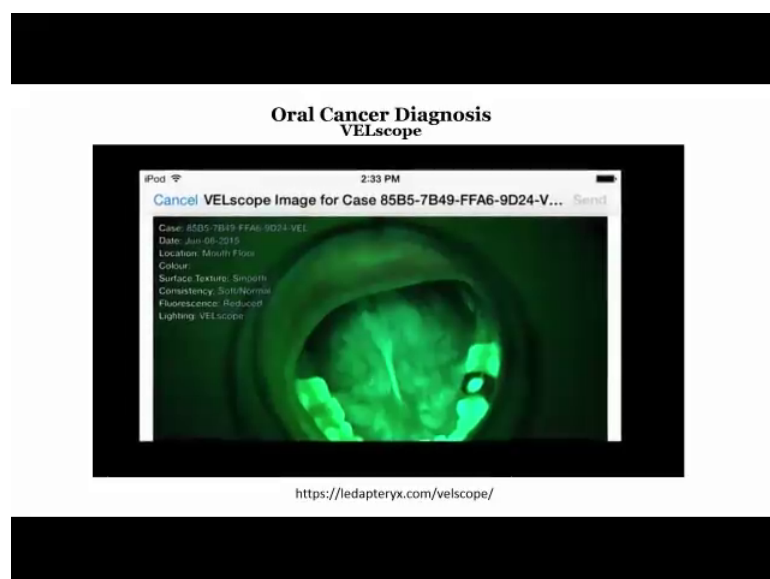 Oral Cancer Diagnosis
VELscope
iPod 2:33 PM
Cancel VELscope Image for Case 85B5-7B49-FFA6-9D24-V... Send
Case: 85B5-7B49-FFA6-9D24-VEL
Date: Jun-08-2015
Location: Mouth Floor
Colour:
Surface Texture: Smooth
Consistency: Soft/Normal
Fluorescence: Reduced
Lighting: VELscope
https://ledapteryx.com/velscope/